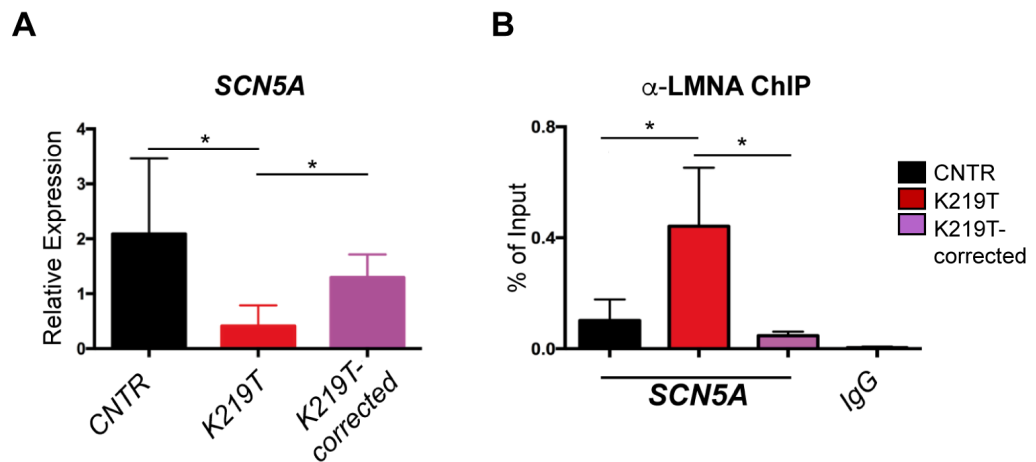 A
SCN5A
Relative Expression
4
3
2
1
0
*
*
CNTR
K219T
K219T-
corrected
B
α-LMNA ChIP
% of Input
0.8
0.4
0.0
*
*
SCN5A
IgG
CNTR
K219T
K219T-
corrected